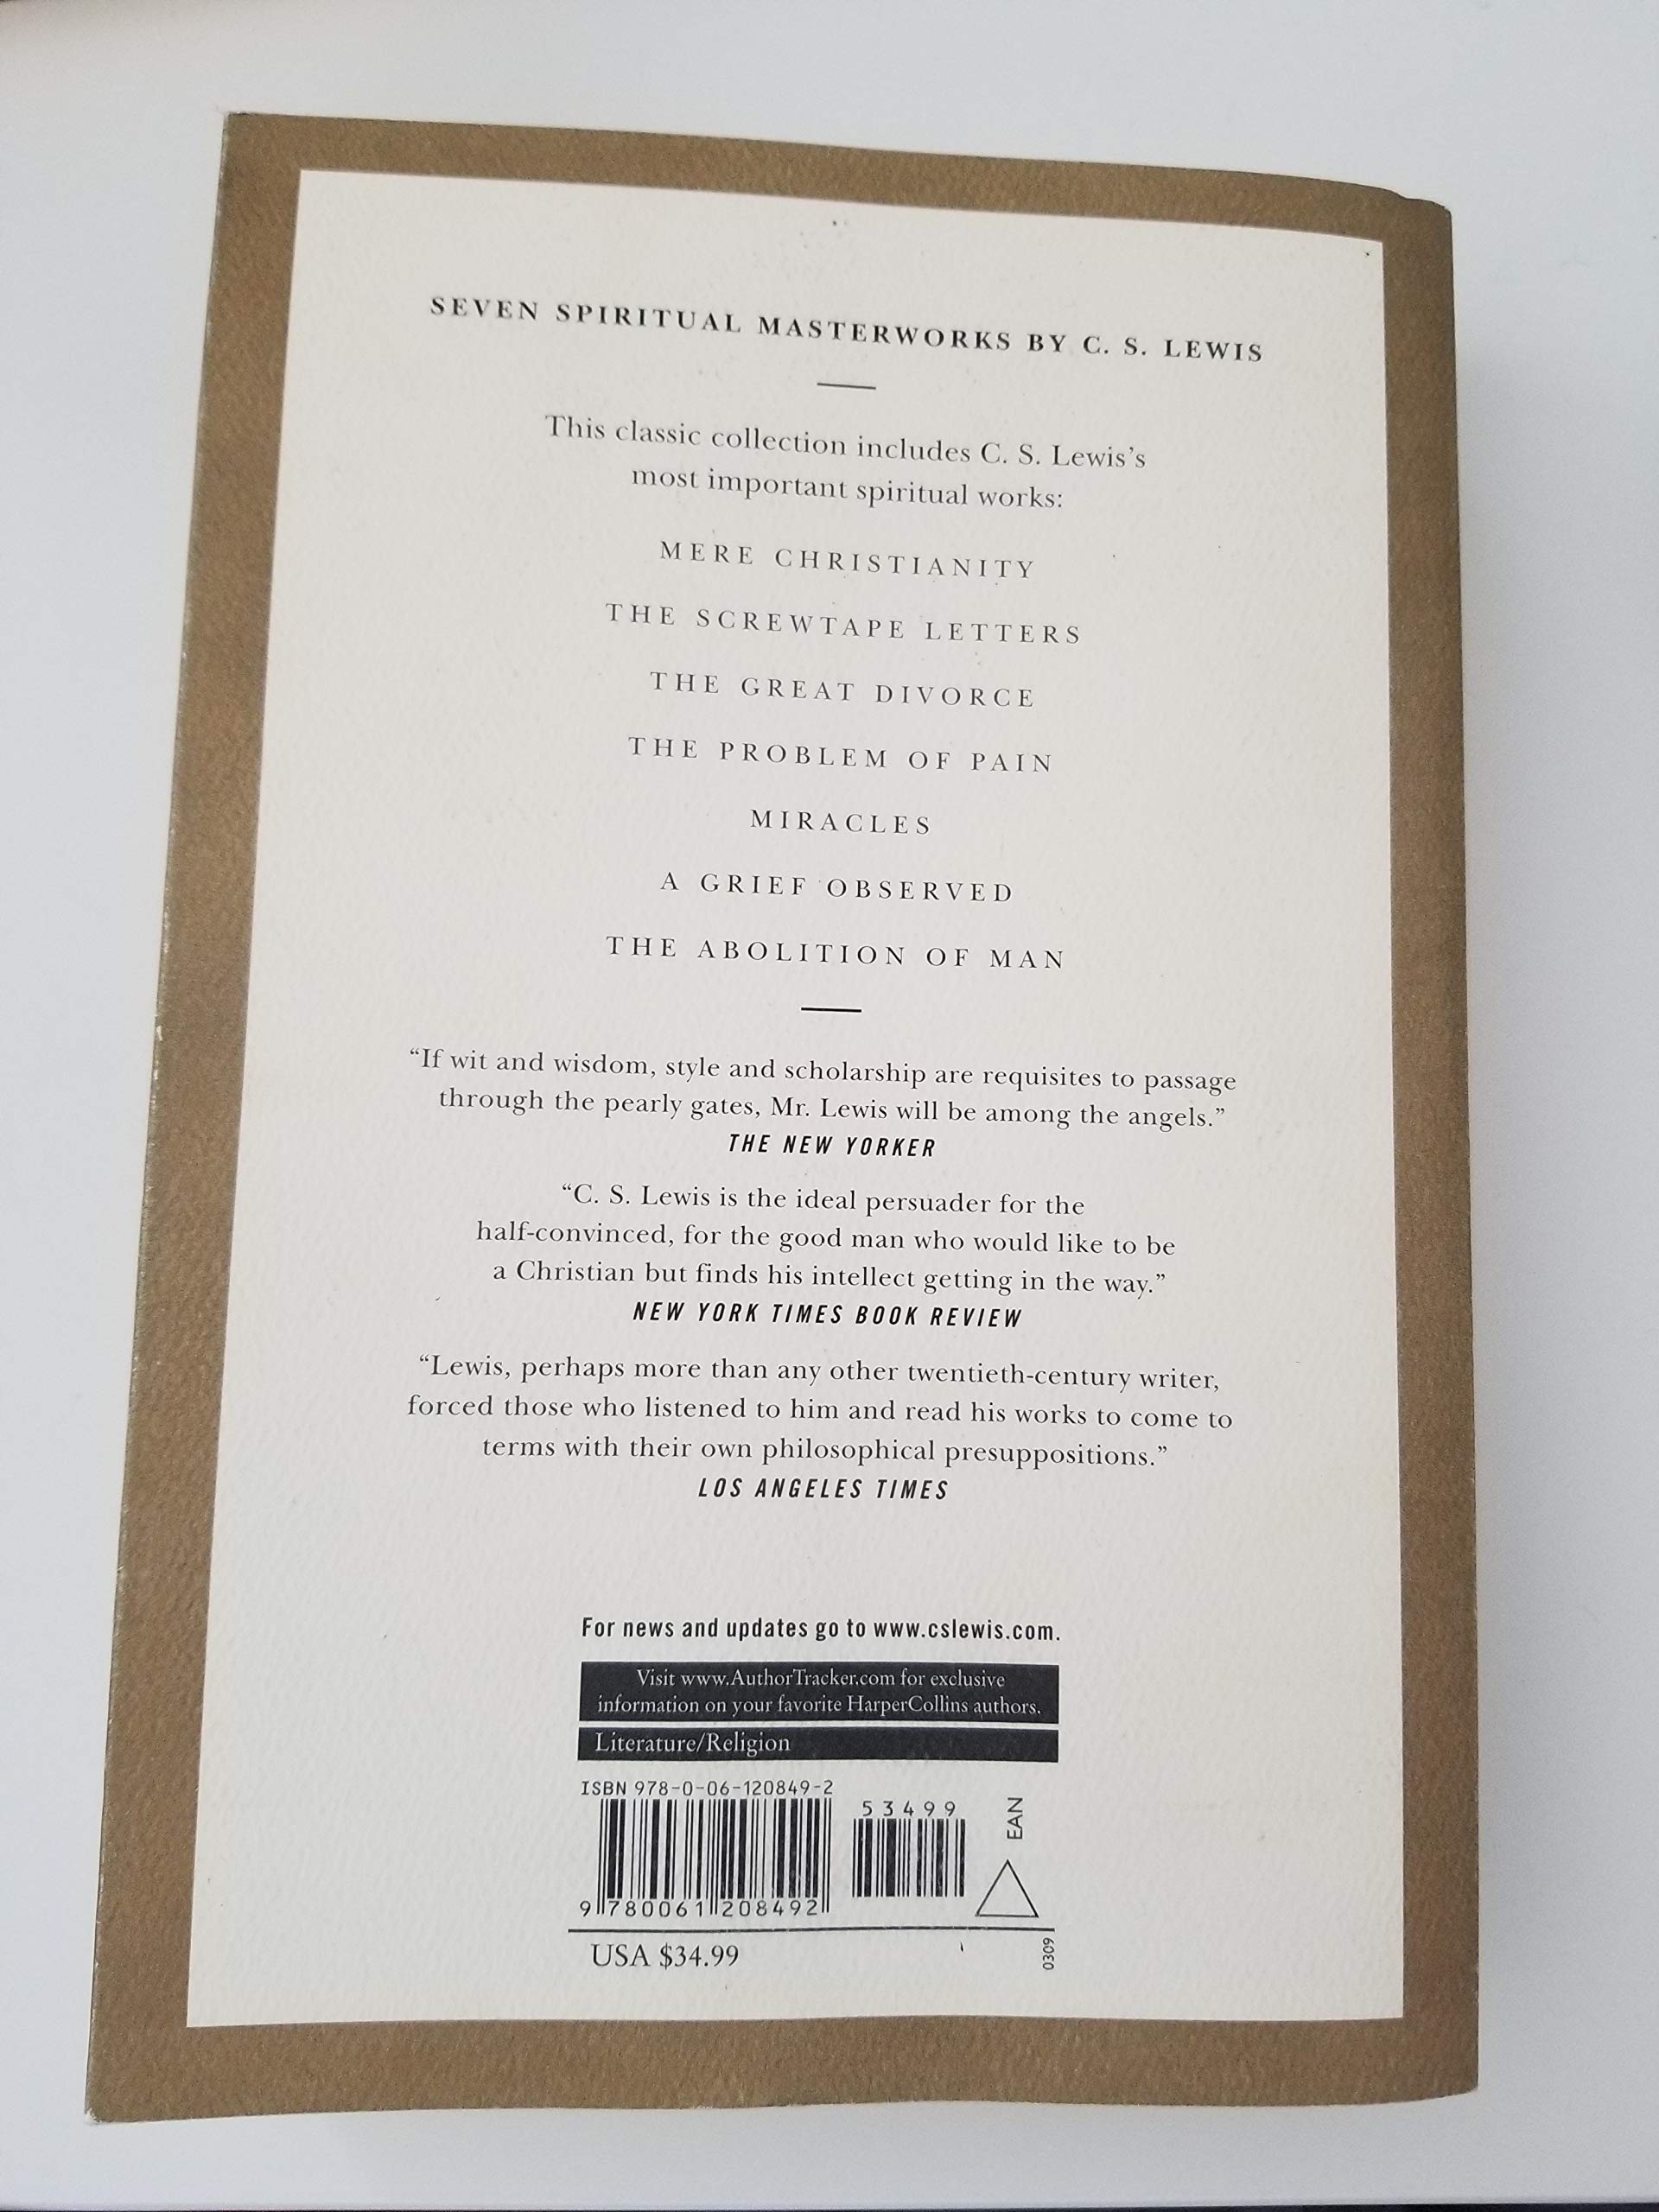 SEVEN SPIRITUAL MASTERWORKS BY C. S. LEWIS
This classic collection includes C. S. Lewis’s
most important spiritual works:
MERE CHRISTIANITY
THE SCREWTAPE LETTERS
THE GREAT DIVORCE
THE PROBLEM OF PAIN
MIRACLES
A GRIEF OBSERVED
THE ABOLITION OF MAN
“If wit and wisdom, style and scholarship are requisites to passage
through the pearly gates, Mr. Lewis will be among the angels.”
THE NEW YORKER
“C. S. Lewis is the ideal persuader for the
half-convinced, for the good man who would like to be
a Christian but finds his intellect getting in the way.”
NEW YORK TIMES BOOK REVIEW
“Lewis, perhaps more than any other twentieth-century writer,
forced those who listened to him and read his works to come to
terms with their own philosophical presuppositions.”
LOS ANGELES TIMES
For news and updates go to www.cslewis.com.
Visit www.AuthorTracker.com for exclusive
information on your favorite HarperCollins authors.
Literature/Religion
ISBN 978-0-06-120849-2
53499
EAN
9 780061 208492
USA $34.99
0309